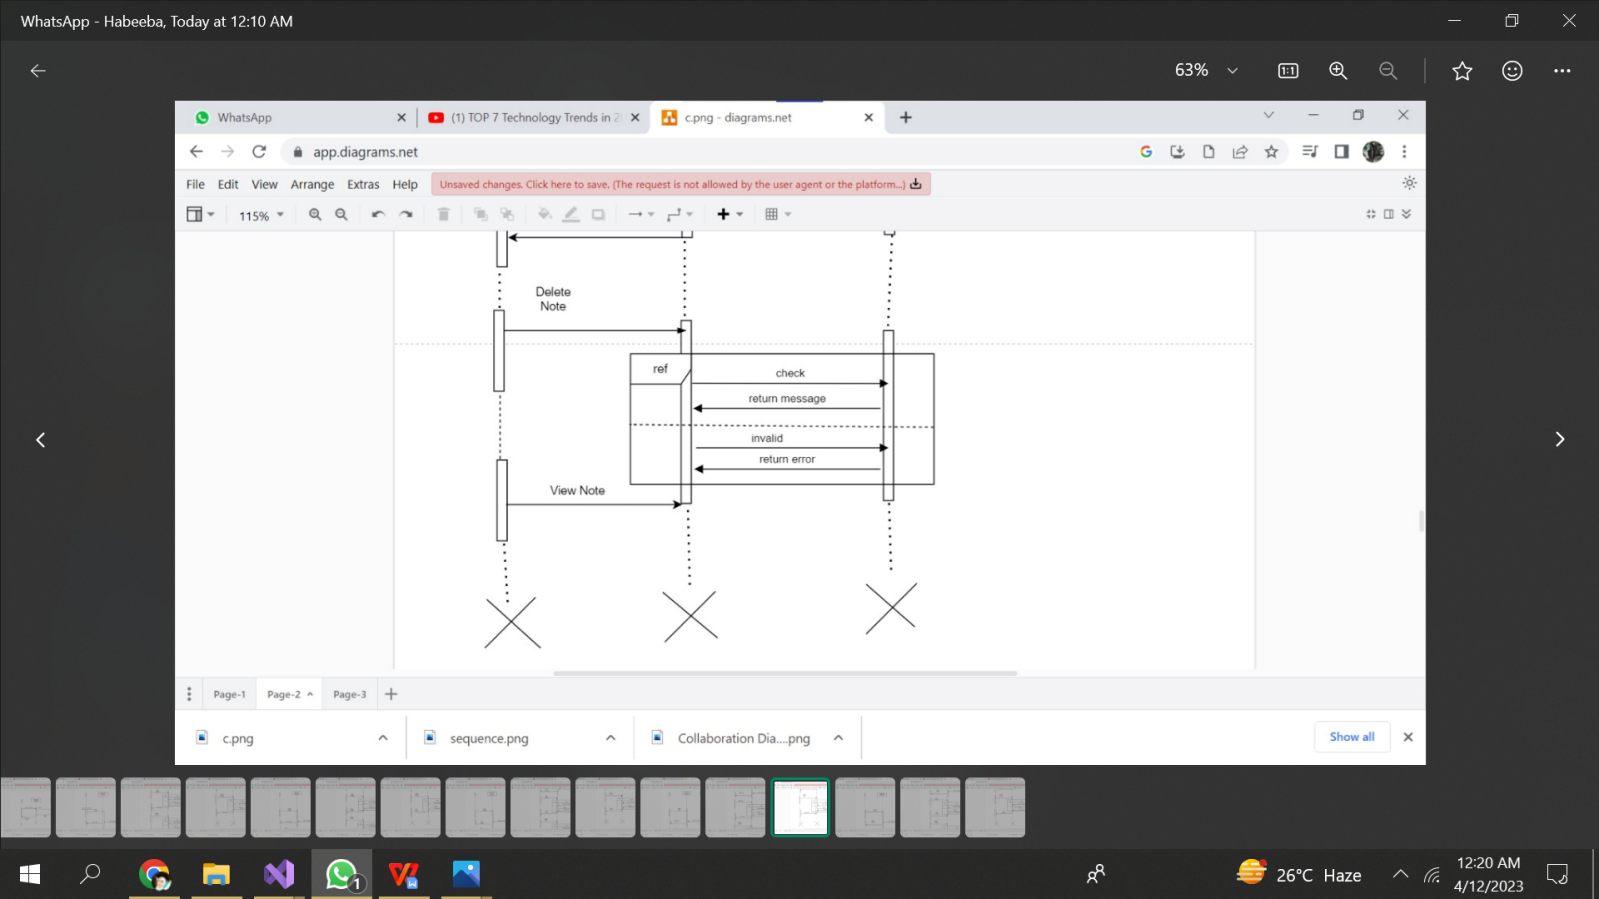 WhatsApp - Habeeba, Today at 12:10 AM
63%
1:1
WhatsApp
(1) TOP 7 Technology Trends in 2
c.png - diagrams.net
app.diagrams.net
File Edit View Arrange Extras Help
Unsaved changes. Click here to save. (The request is not allowed by the user agent or the platform...)
115%
Delete
Note
ref
check
return message
invalid
return error
View Note
Page-1 Page-2 Page-3
c.png
sequence.png
Collaboration Dia....png
Show all
1
26°C Haze
12:20 AM
4/12/2023